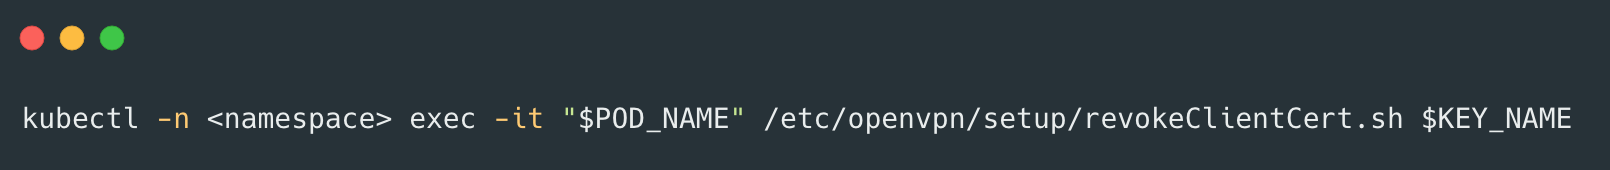 kubectl -n <namespace> exec -it "$POD_NAME" /etc/openvpn/setup/revokeClientCert.sh $KEY_NAME